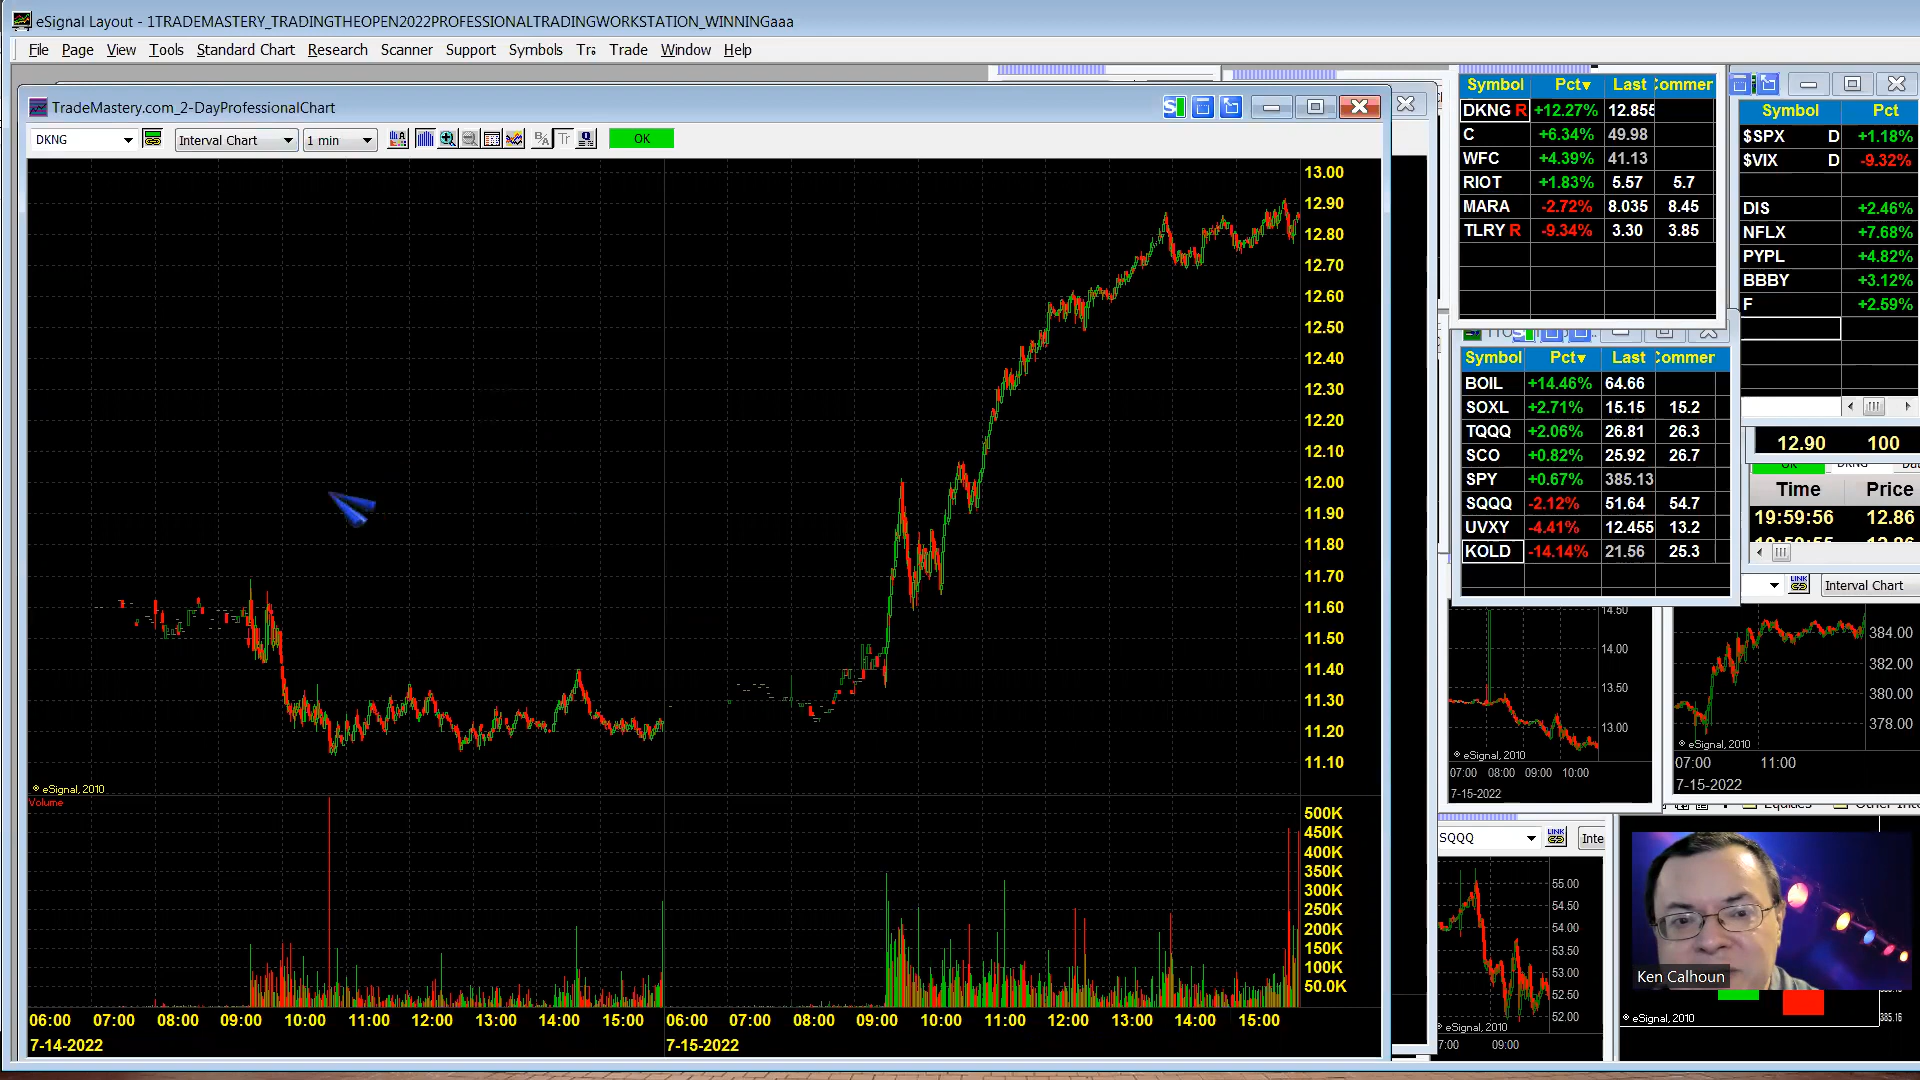 eSignal Layout - 1TRADEMASTERY_TRADINGTHEOPEN2022PROFESSIONALTRADINGWORKSTATION_WINNINGaaa
File Page View Tools Standard Chart Research Scanner Support Symbols Trade Window Help
TradeMastery.com_2-DayProfessionalChart
DKNG Interval Chart 1 min OK
13.00
12.90
12.80
12.70
12.60
12.50
12.40
12.30
12.20
12.10
12.00
11.90
11.80
11.70
11.60
11.50
11.40
11.30
11.20
11.10
eSignal, 2010
Volume
500K
450K
400K
350K
300K
250K
200K
150K
100K
50.0K
06:00 07:00 08:00 09:00 10:00 11:00 12:00 13:00 14:00 15:00 06:00 07:00 08:00 09:00 10:00 11:00 12:00 13:00 14:00 15:00
7-14-2022 7-15-2022
Symbol Pct▾ Last
DKNG R +12.27% 12.855
C +6.34% 49.98
WFC +4.39% 41.13
RIOT +1.83% 5.57 5.7
MARA -2.72% 8.035 8.45
TLRY R -9.34% 3.30 3.85
Symbol Pct
$SPX D +1.18%
$VIX D -9.32%
DIS +2.46%
NFLX +7.68%
PYPL +4.82%
BBBY +3.12%
F +2.59%
Symbol Pct▾ Last
BOIL +14.46% 64.66
SOXL +2.71% 15.15 15.2
TQQQ +2.06% 26.81 26.3
SCO +0.82% 25.92 26.7
SPY +0.67% 385.13
SQQQ -2.12% 51.64 54.7
UVXY -4.41% 12.455 13.2
KOLD -14.14% 21.56 25.3
12.90 100
Time Price
19:59:56 12.86
LINK Interval Chart
14.50
14.00
13.50
13.00
eSignal, 2010
07:00 08:00 09:00 10:00
7-15-2022
384.00
382.00
380.00
378.00
eSignal, 2010
07:00 11:00
7-15-2022
SQQQ LINK Inte
55.00
54.50
54.00
53.50
53.00
52.50
52.00
eSignal, 2010
7:00 09:00
Ken Calhoun
eSignal, 2010
385.16